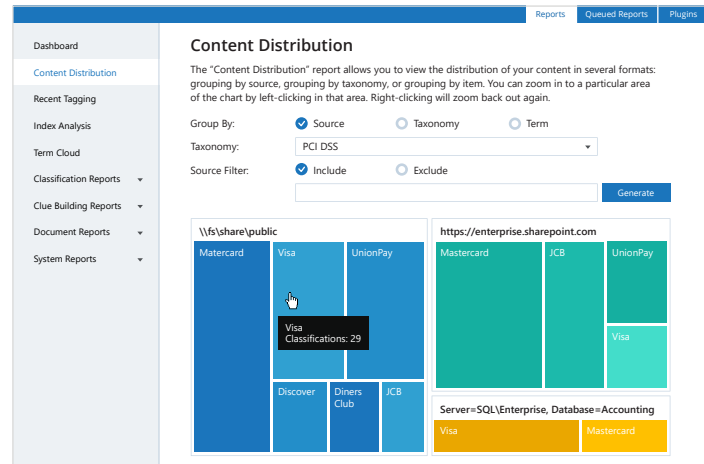 Reports Queued Reports Plugins
Dashboard
Content Distribution
Recent Tagging
Index Analysis
Term Cloud
Classification Reports
Clue Building Reports
Document Reports
System Reports
Content Distribution
The “Content Distribution” report allows you to view the distribution of your content in several formats:
grouping by source, grouping by taxonomy, or grouping by item. You can zoom in to a particular area
of the chart by left-clicking in that area. Right-clicking will zoom back out again.
Group By: Source Taxonomy Term
Taxonomy: PCI DSS
Source Filter: Include Exclude
Generate
\\fs\share\public
Matercard Visa UnionPay
Visa
Classifications: 29
Discover Diners JCB
Club
https://enterprise.sharepoint.com
Mastercard JCB UnionPay
Visa
Server=SQL\Enterprise, Database=Accounting
Visa Mastercard